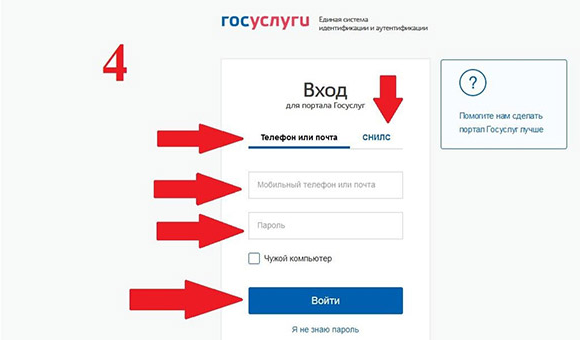 госуслуги
Единая система
идентификации и аутентификации
4
Вход
для портала Госуслуг
?
Помогите нам сделать
портал Госуслуг лучше
Телефон или почта
СНИЛС
Мобильный телефон или почта
Пароль
Чужой компьютер
Войти
Я не знаю пароль